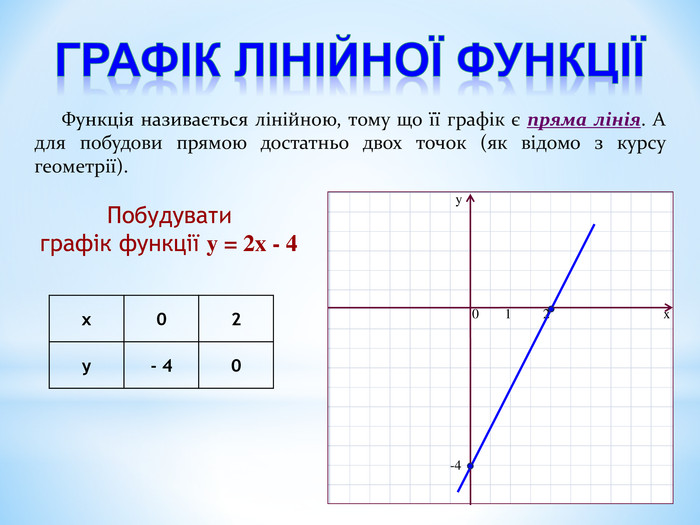 ГРАФІК ЛІНІЙНОЇ ФУНКЦІЇ
Функція називається лінійною, тому що її графік є пряма лінія. А
для побудови прямою достатньо двох точок (як відомо з курсу
геометрії).
Побудувати
графік функції y = 2x - 4
x 0 2
y - 4 0
y
0 1 2 x
-4